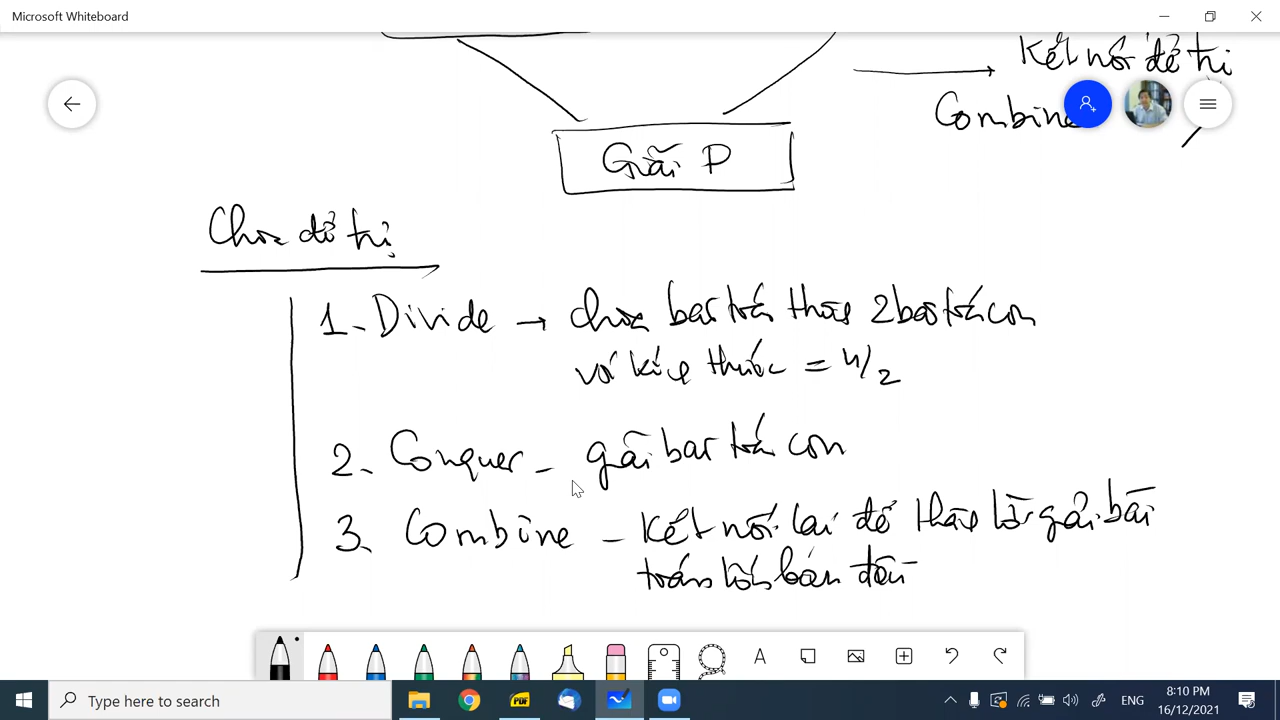 Microsoft Whiteboard
Kết nối để trị
Combine
Giải P
Chia để trị
1- Divide → chia bài toán thành 2 bài toán con
với kích thước = n/2
2- Conquer - giải bài toán con
3. Combine - Kết nối lại để thành lời giải bài
toán lớn ban đầu
A
Type here to search
PDF
ENG
8:10 PM
16/12/2021